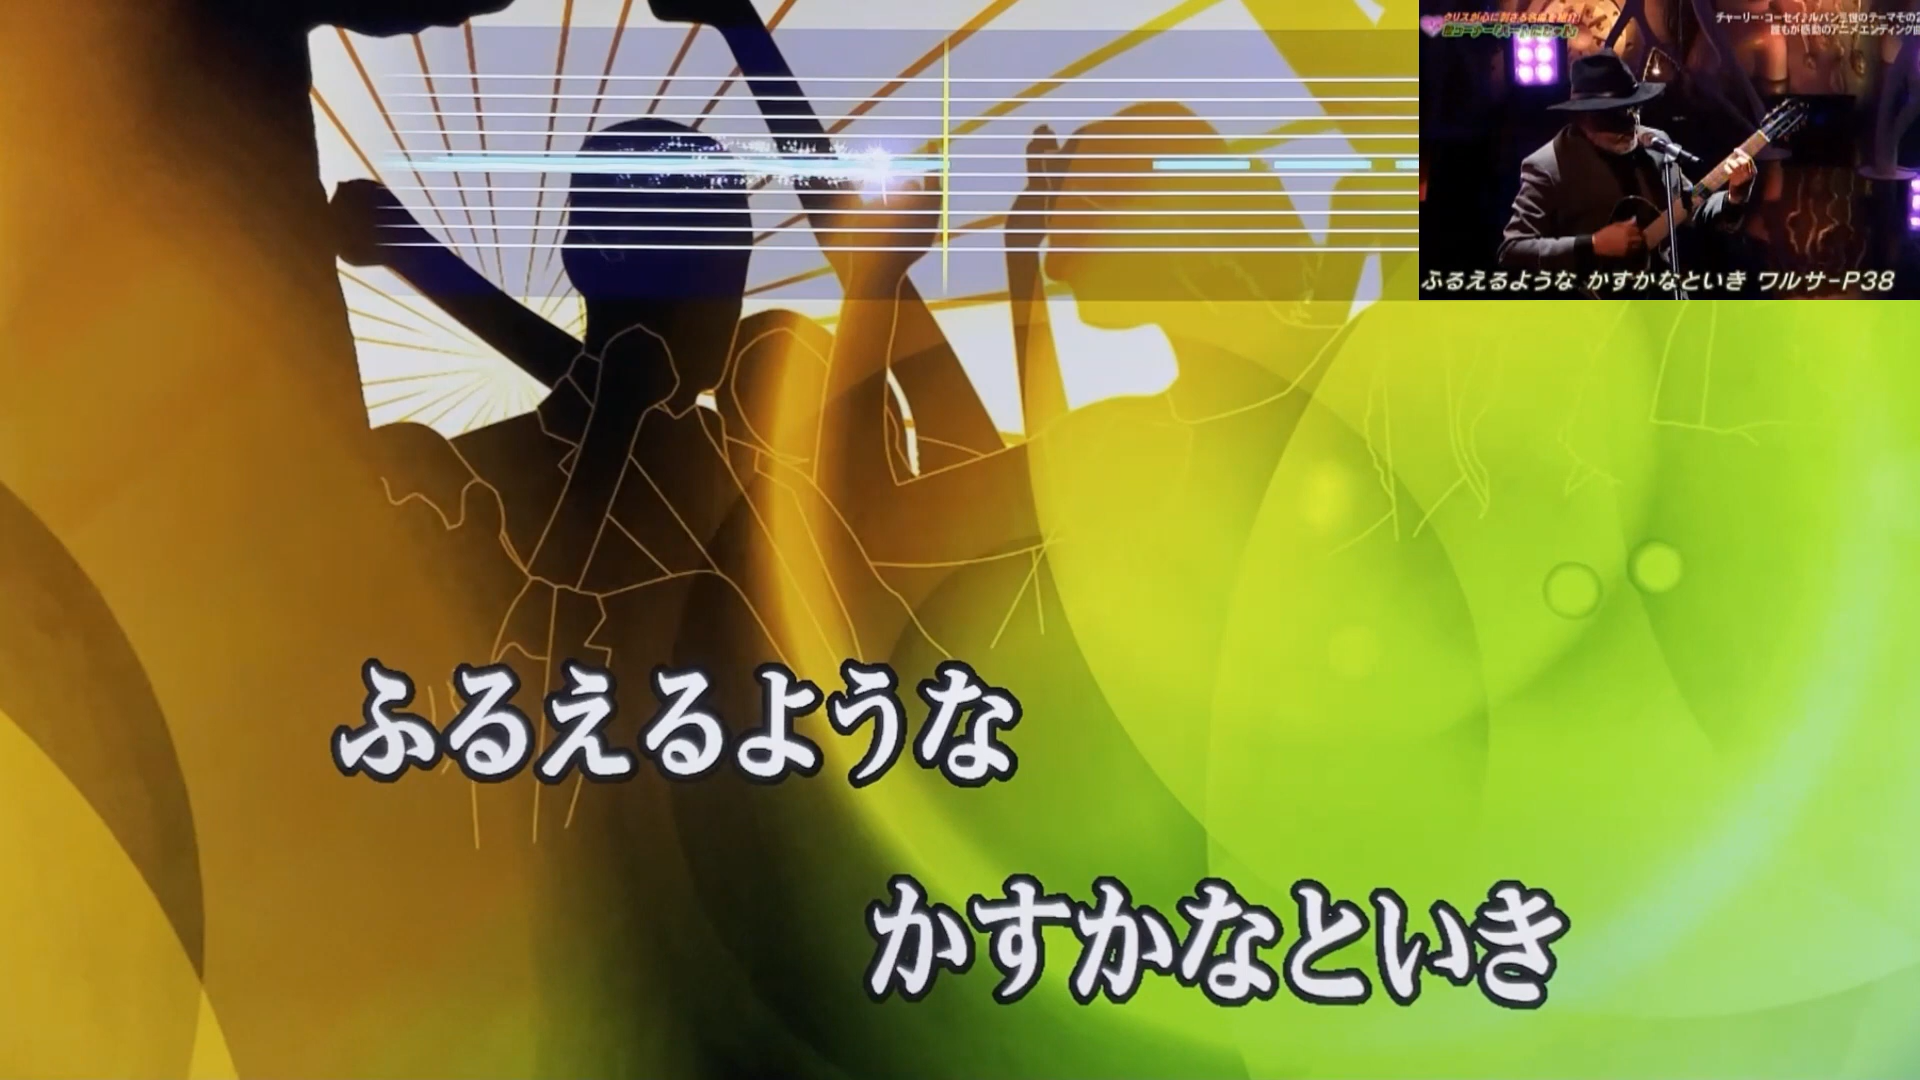 チャーリー・コーセイ♪ルパン三世のテーマその2
誰もが感動のアニメエンディング曲
ふるえるような かすかなといき ワルサーP38
ふるえるような
かすかなといき